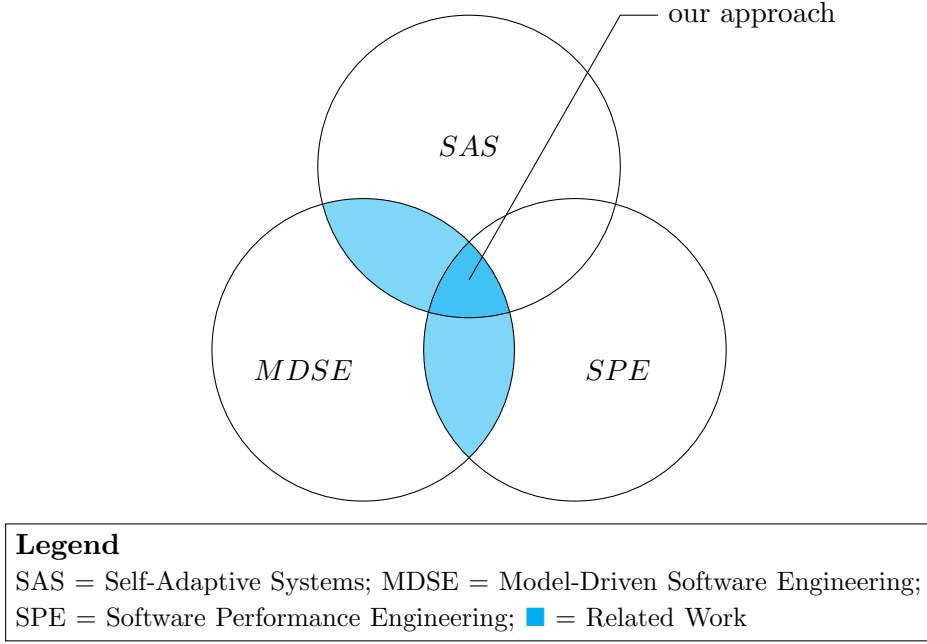 our approach
SAS
MDSE
SPE
Legend
SAS = Self-Adaptive Systems; MDSE = Model-Driven Software Engineering;
SPE = Software Performance Engineering; ■ = Related Work